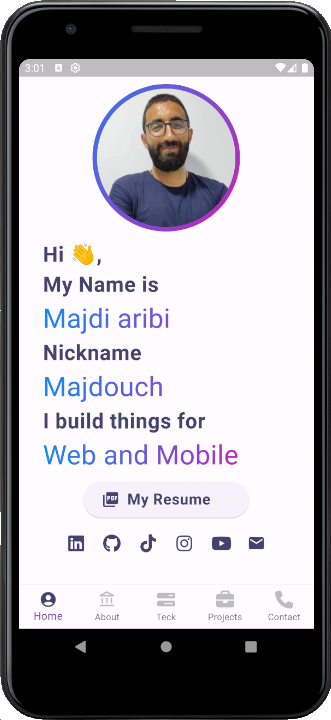 3:01
Hi 👋,
My Name is
Majdi aribi
Nickname
Majdouch
I build things for
Web and Mobile
PDF My Resume
Home About Teck Projects Contact